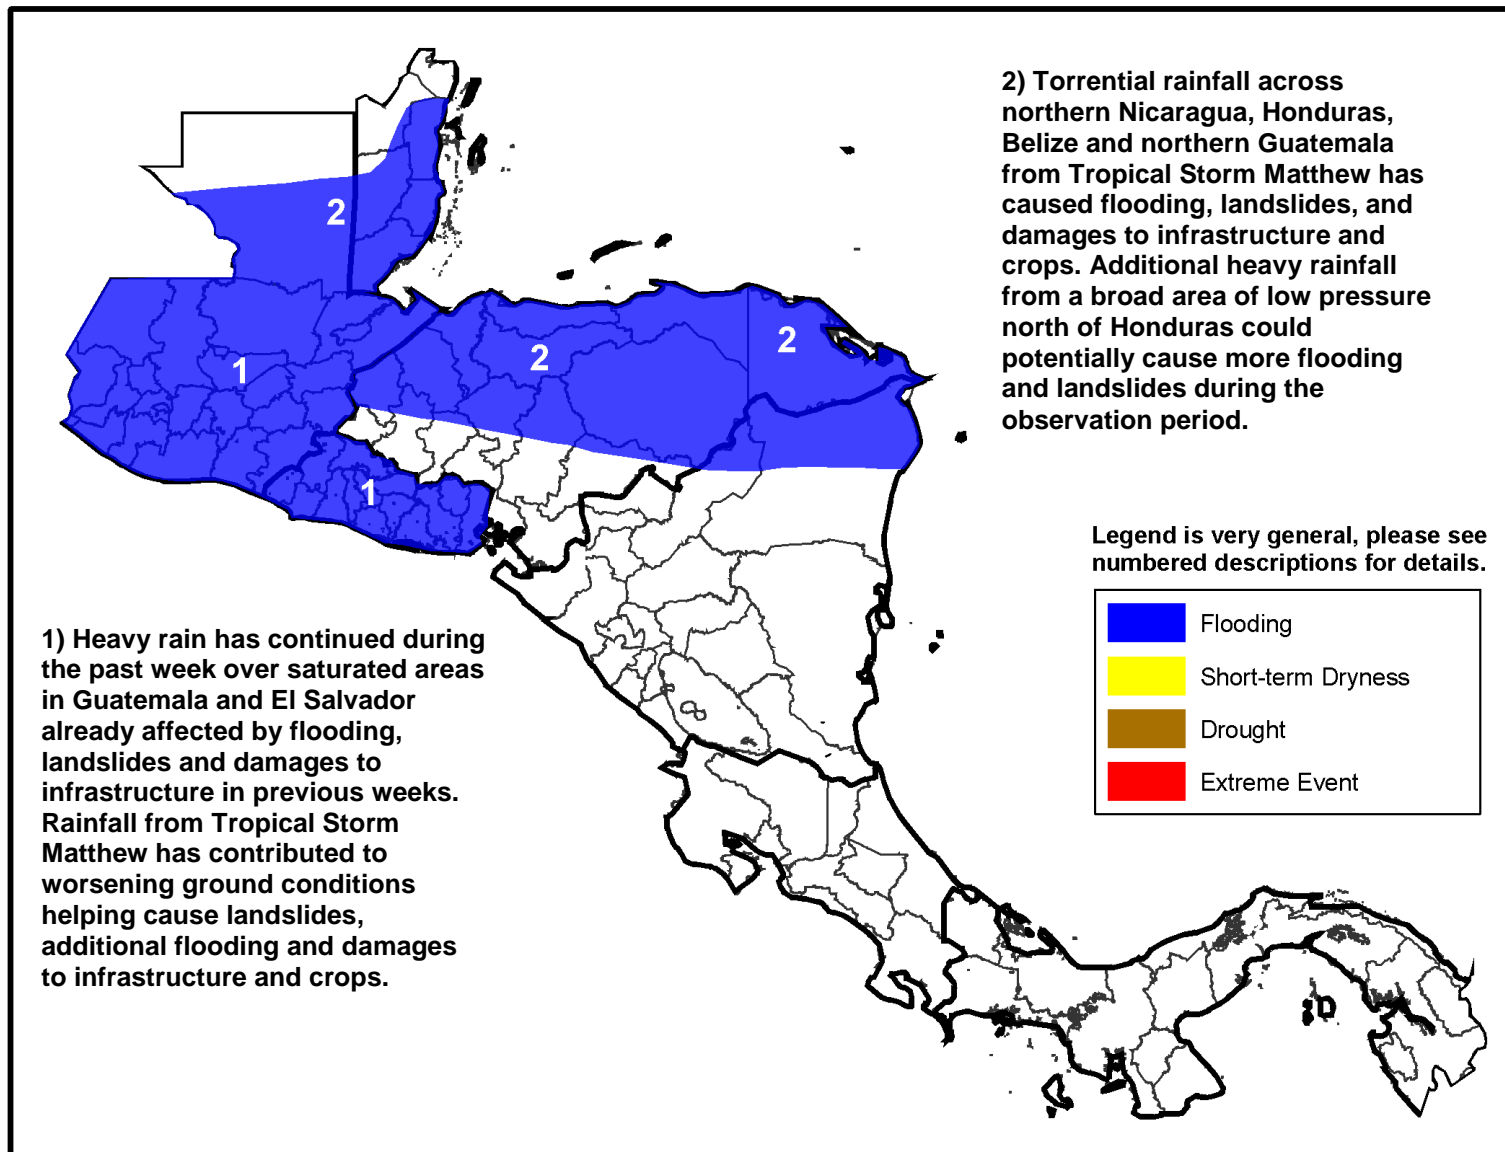 2) Torrential rainfall across
northern Nicaragua, Honduras,
Belize and northern Guatemala
from Tropical Storm Matthew has
caused flooding, landslides, and
damages to infrastructure and
crops. Additional heavy rainfall
from a broad area of low pressure
north of Honduras could
potentially cause more flooding
and landslides during the
observation period.
2
2
2
1
1
Legend is very general, please see
numbered descriptions for details.
Flooding
Short-term Dryness
Drought
Extreme Event
1) Heavy rain has continued during
the past week over saturated areas
in Guatemala and El Salvador
already affected by flooding,
landslides and damages to
infrastructure in previous weeks.
Rainfall from Tropical Storm
Matthew has contributed to
worsening ground conditions
helping cause landslides,
additional flooding and damages
to infrastructure and crops.